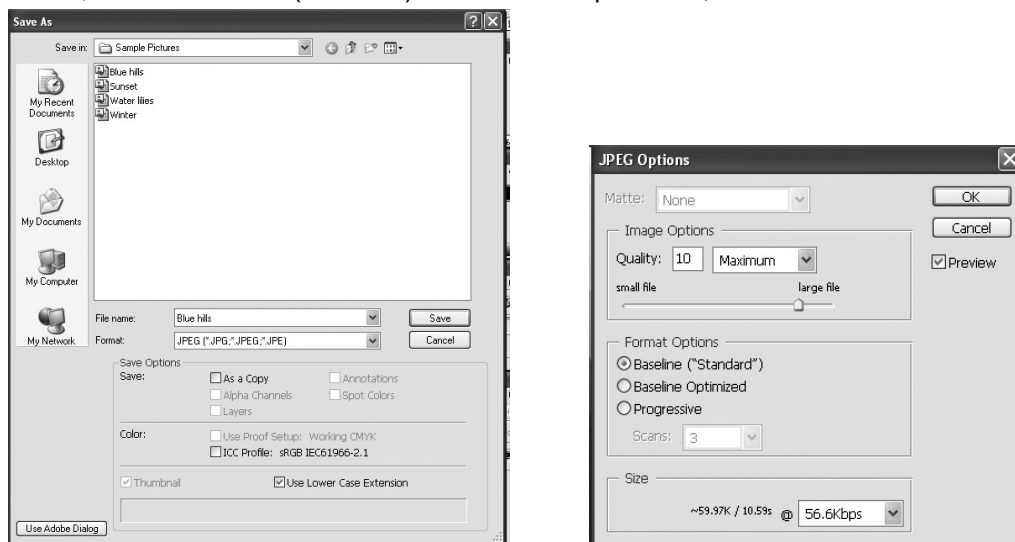 Save As
Save in: Sample Pictures
My Recent
Documents
Desktop
My Documents
My Computer
My Network
Blue hills
Sunset
Water lilies
Winter
File name: Blue hills
Save
Format: JPEG (*.JPG;*.JPEG;*.JPE)
Cancel
Save Options
Save:
As a Copy
Annotations
Alpha Channels
Spot Colors
Layers
Color:
Use Proof Setup: Working CMYK
ICC Profile: sRGB IEC61966-2.1
Thumbnail
Use Lower Case Extension
Use Adobe Dialog
JPEG Options
Matte: None
OK
Cancel
Preview
Image Options
Quality: 10 Maximum
small file large file
Format Options
Baseline ("Standard")
Baseline Optimized
Progressive
Scans: 3
Size
~59.97K / 10.59s @ 56.6Kbps